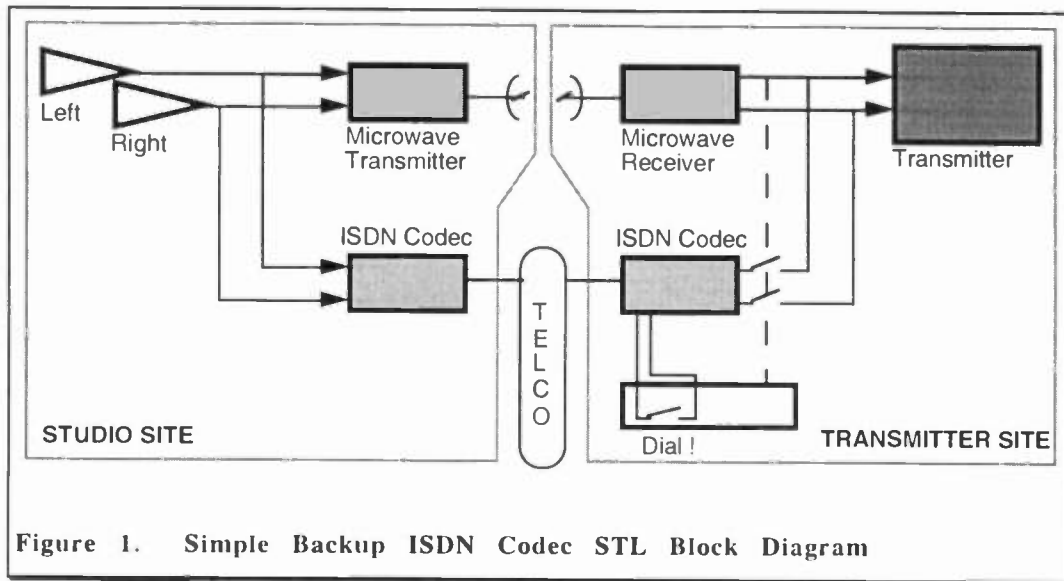 Left
Right
Microwave
Transmitter
Microwave
Receiver
Transmitter
ISDN Codec
ISDN Codec
T
E
L
C
O
Dial !
STUDIO SITE
TRANSMITTER SITE
Figure 1. Simple Backup ISDN Codec STL Block Diagram